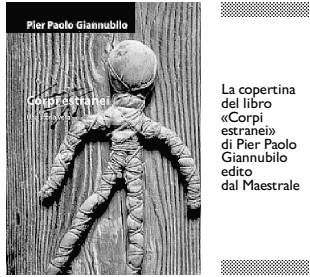 Pier Paolo Giannubilo
Corpi estranei
La copertina
del libro
«Corpi
estranei»
di Pier Paolo
Giannubilo
edito
dal Maestrale